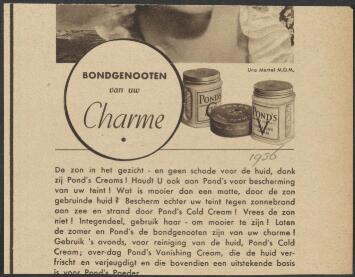 Una Merkel M.G.M.
BONDGENOOTEN
van uw
Charme
POND'S
C
POND'S
V
1936
De zon in het gezicht - en geen schade voor de huid, dank
zij Pond's Creams! Houdt U ook aan Pond's voor bescherming
van uw teint! Wat is mooier dan een matte, door de zon
gebruinde huid? Bescherm echter uw teint tegen zonnebrand
aan zee en strand door Pond's Cold Cream! Vrees de zon
niet! Integendeel, gebruik haar - om mooier te zijn! Laten
de zomer en Pond's de bondgenooten zijn van uw charme!
Gebruik 's avonds, voor reiniging van de huid, Pond's Cold
Cream; over-dag Pond's Vanishing Cream, die de huid ver-
frischt en verjeugdigt en die bovendien een uitstekende basis
is voor Pond's Poeder.